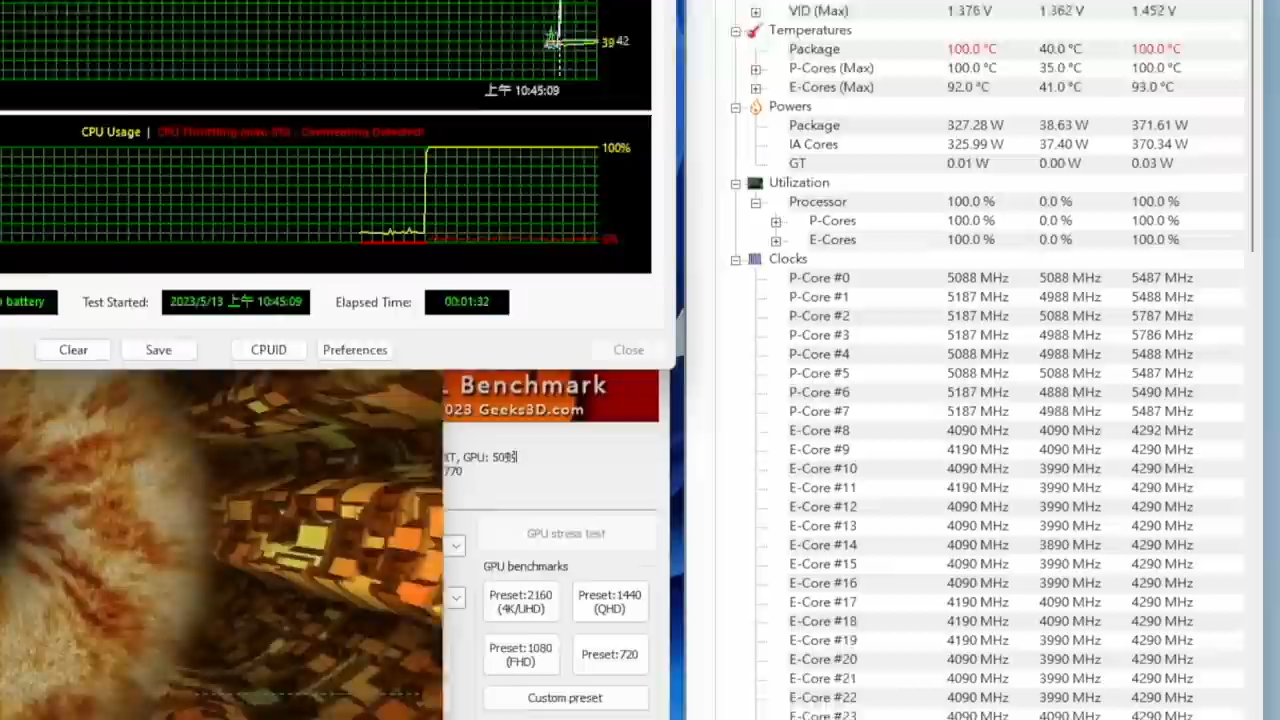 39 42
上午 10:45:09
CPU Usage |
100%
battery
Test Started:
2023/5/13 上午 10:45:09
Elapsed Time:
00:01:32
Clear
Save
CPUID
Preferences
Close
Benchmark
023 Geeks3D.com
XT, GPU: 50%]
770
GPU stress test
GPU benchmarks
Preset:2160
(4K/UHD)
Preset:1440
(QHD)
Preset:1080
(FHD)
Preset:720
Custom preset
VID (Max) 1.376 V 1.362 V 1.452 V
Temperatures
Package 100.0 °C 40.0 °C 100.0 °C
P-Cores (Max) 100.0 °C 35.0 °C 100.0 °C
E-Cores (Max) 92.0 °C 41.0 °C 93.0 °C
Powers
Package 327.28 W 38.63 W 371.61 W
IA Cores 325.99 W 37.40 W 370.34 W
GT 0.01 W 0.00 W 0.03 W
Utilization
Processor 100.0 % 0.0 % 100.0 %
P-Cores 100.0 % 0.0 % 100.0 %
E-Cores 100.0 % 0.0 % 100.0 %
Clocks
P-Core #0 5088 MHz 5088 MHz 5487 MHz
P-Core #1 5187 MHz 4988 MHz 5488 MHz
P-Core #2 5187 MHz 4988 MHz 5787 MHz
P-Core #3 5187 MHz 4988 MHz 5786 MHz
P-Core #4 5088 MHz 4988 MHz 5488 MHz
P-Core #5 5088 MHz 5088 MHz 5487 MHz
P-Core #6 5187 MHz 4888 MHz 5495 MHz
P-Core #7 5187 MHz 4988 MHz 5487 MHz
E-Core #8 4090 MHz 4090 MHz 4292 MHz
E-Core #9 4190 MHz 4090 MHz 4290 MHz
E-Core #10 4090 MHz 3990 MHz 4290 MHz
E-Core #11 4190 MHz 3990 MHz 4290 MHz
E-Core #12 4090 MHz 3990 MHz 4290 MHz
E-Core #13 4090 MHz 3990 MHz 4290 MHz
E-Core #14 4090 MHz 3890 MHz 4290 MHz
E-Core #15 4090 MHz 3990 MHz 4290 MHz
E-Core #16 4090 MHz 3990 MHz 4290 MHz
E-Core #17 4190 MHz 4090 MHz 4290 MHz
E-Core #18 4190 MHz 4090 MHz 4290 MHz
E-Core #19 4190 MHz 3990 MHz 4290 MHz
E-Core #20 4090 MHz 3990 MHz 4290 MHz
E-Core #21 4090 MHz 3990 MHz 4290 MHz
E-Core #22 4090 MHz 3990 MHz 4290 MHz
E-Core #23 4090 MHz 3990 MHz 4290 MHz